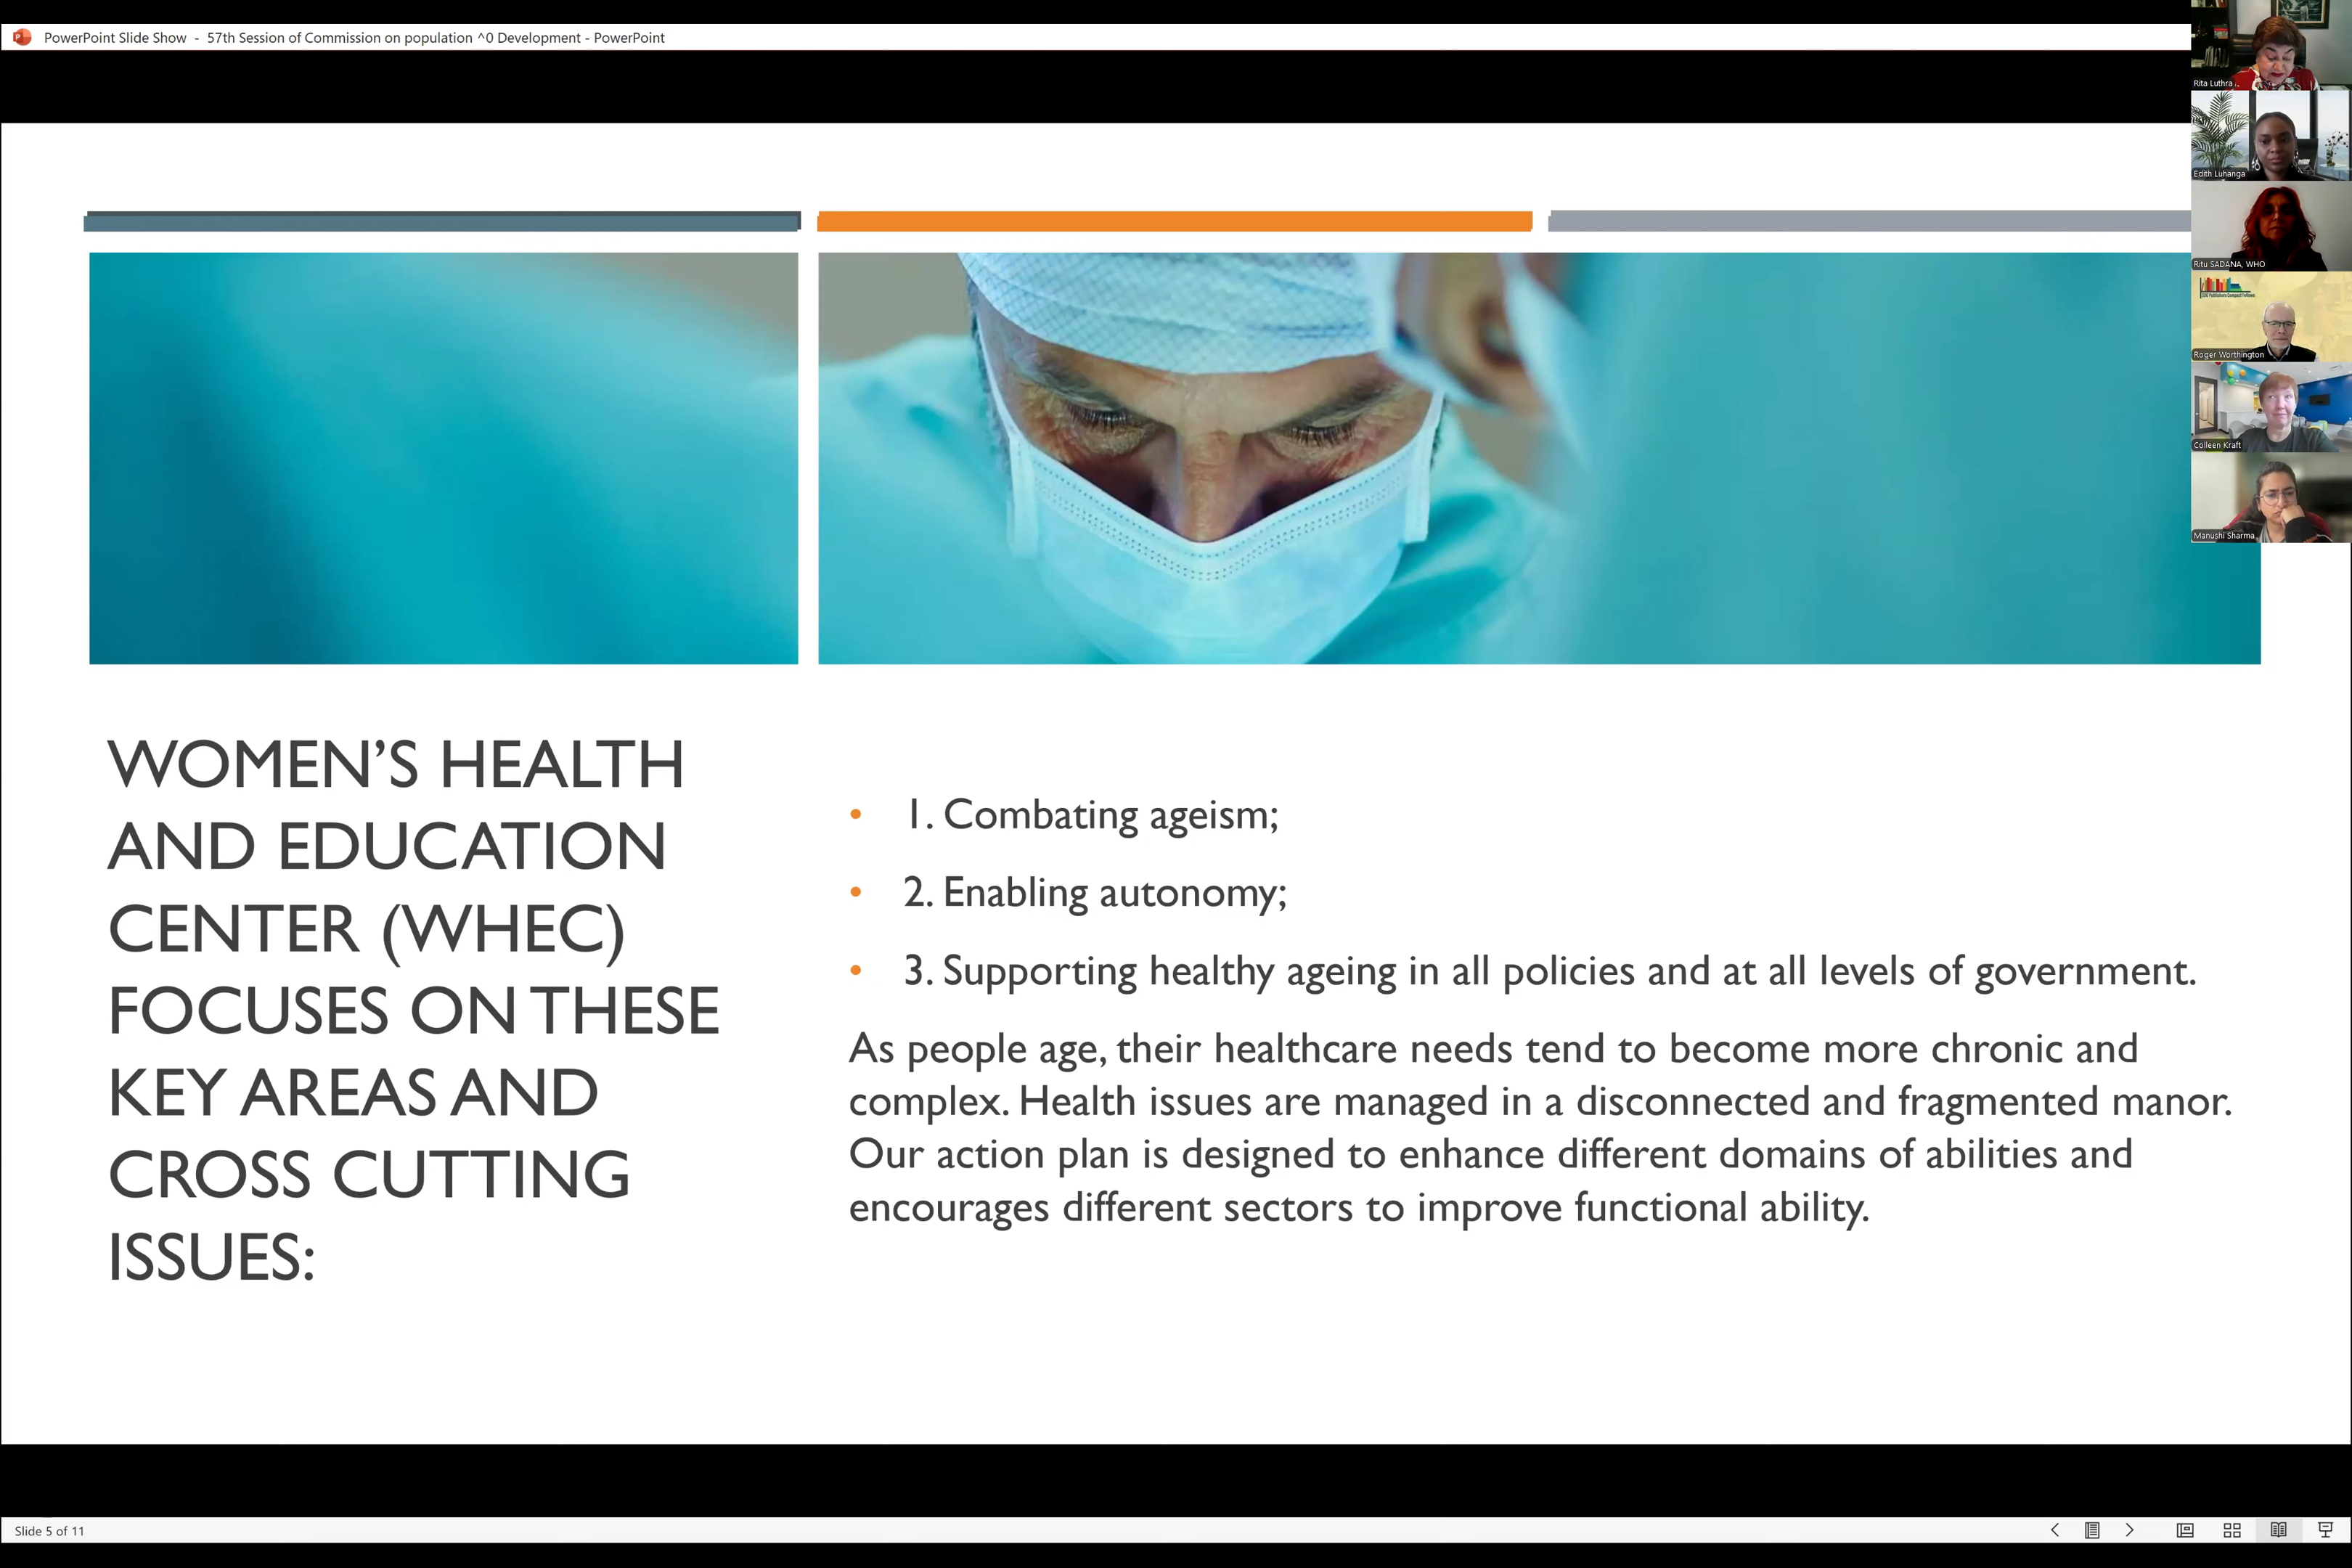 PowerPoint Slide Show - 57th Session of Commission on population ^0 Development - PowerPoint
Rita Luthra
Edith Luhanga
Ritu SADANA, WHO
Roger Worthington
Colleen Kraft
Manushi Sharma
WOMEN'S HEALTH
AND EDUCATION
CENTER (WHEC)
FOCUSES ON THESE
KEY AREAS AND
CROSS CUTTING
ISSUES:
• 1. Combating ageism;
• 2. Enabling autonomy;
• 3. Supporting healthy ageing in all policies and at all levels of government.
As people age, their healthcare needs tend to become more chronic and
complex. Health issues are managed in a disconnected and fragmented manor.
Our action plan is designed to enhance different domains of abilities and
encourages different sectors to improve functional ability.
Slide 5 of 11